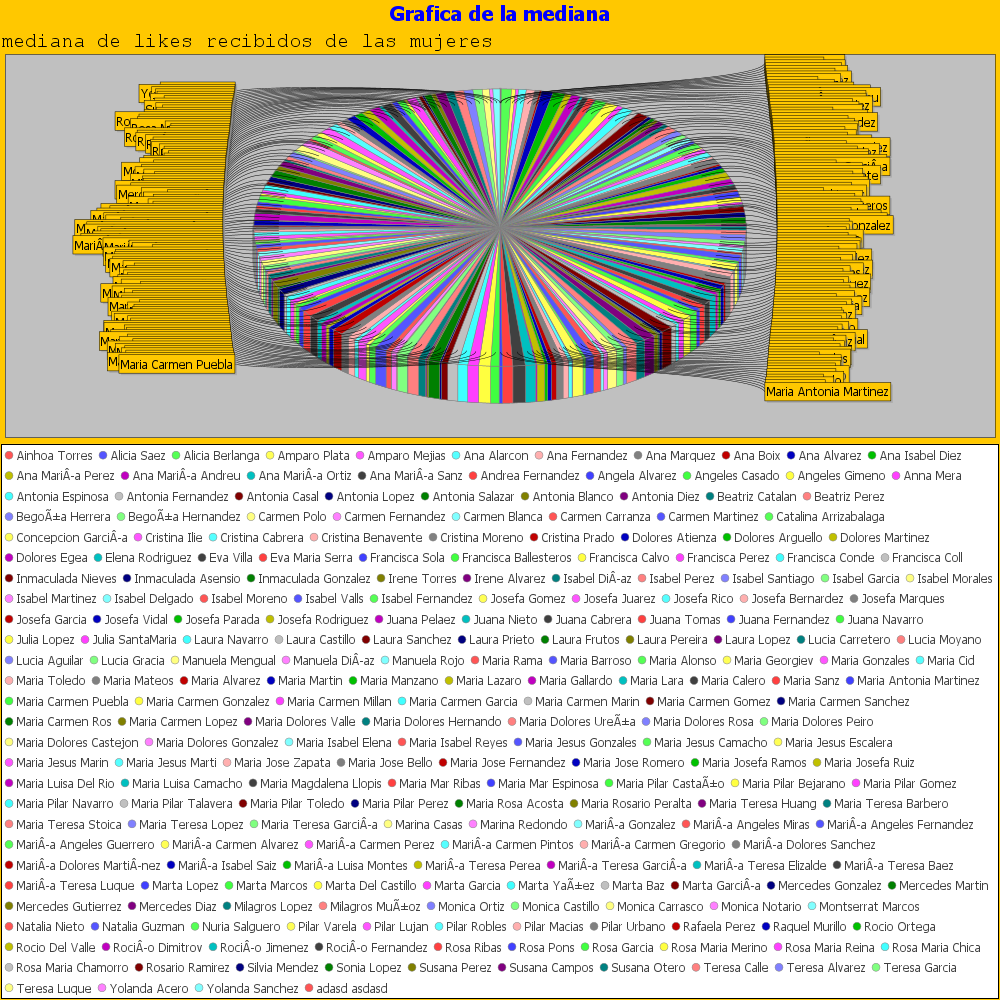 Grafica de la mediana
mediana de likes recibidos de las mujeres
Maria Carmen Puebla
Maria Antonia Martinez
Ainhoa Torres Alicia Saez Alicia Berlanga Amparo Plata Amparo Mejias Ana Alarcon Ana Fernandez Ana Marquez Ana Boix Ana Alvarez Ana Isabel Diez
Ana MariÂ-a Perez Ana MariÂ-a Andreu Ana MariÂ-a Ortiz Ana MariÂ-a Sanz Andrea Fernandez Angela Alvarez Angeles Casado Angeles Gimeno Anna Mera
Antonia Espinosa Antonia Fernandez Antonia Casal Antonia Lopez Antonia Salazar Antonia Blanco Antonia Diez Beatriz Catalan Beatriz Perez
BegoÃ±a Herrera BegoÃ±a Hernandez Carmen Polo Carmen Fernandez Carmen Blanca Carmen Carranza Carmen Martinez Catalina Arrizabalaga
Concepcion GarciÂ-a Cristina Ilie Cristina Cabrera Cristina Benavente Cristina Moreno Cristina Prado Dolores Atienza Dolores Arguello Dolores Martinez
Dolores Egea Elena Rodriguez Eva Villa Eva Maria Serra Francisca Sola Francisca Ballesteros Francisca Calvo Francisca Perez Francisca Conde Francisca Coll
Inmaculada Nieves Inmaculada Asensio Inmaculada Gonzalez Irene Torres Irene Alvarez Isabel DiÂ-az Isabel Perez Isabel Santiago Isabel Garcia Isabel Morales
Isabel Martinez Isabel Delgado Isabel Moreno Isabel Valls Isabel Fernandez Josefa Gomez Josefa Juarez Josefa Rico Josefa Bernardez Josefa Marques
Josefa Garcia Josefa Vidal Josefa Parada Josefa Rodriguez Juana Pelaez Juana Nieto Juana Cabrera Juana Tomas Juana Fernandez Juana Navarro
Julia Lopez Julia SantaMaria Laura Navarro Laura Castillo Laura Sanchez Laura Prieto Laura Frutos Laura Pereira Laura Lopez Lucia Carretero Lucia Moyano
Lucia Aguilar Lucia Gracia Manuela Mengual Manuela DiÂ-az Manuela Rojo Maria Rama Maria Barroso Maria Alonso Maria Georgiev Maria Gonzales Maria Cid
Maria Toledo Maria Mateos Maria Alvarez Maria Martin Maria Manzano Maria Lazaro Maria Gallardo Maria Lara Maria Calero Maria Sanz Maria Antonia Martinez
Maria Carmen Puebla Maria Carmen Gonzalez Maria Carmen Millan Maria Carmen Garcia Maria Carmen Marin Maria Carmen Gomez Maria Carmen Sanchez
Maria Carmen Ros Maria Carmen Lopez Maria Dolores Valle Maria Dolores Hernando Maria Dolores UreÃ±a Maria Dolores Rosa Maria Dolores Peiro
Maria Dolores Castejon Maria Dolores Gonzalez Maria Isabel Elena Maria Isabel Reyes Maria Jesus Gonzales Maria Jesus Camacho Maria Jesus Escalera
Maria Jesus Marin Maria Jesus Marti Maria Jose Zapata Maria Jose Bello Maria Jose Fernandez Maria Jose Romero Maria Josefa Ramos Maria Josefa Ruiz
Maria Luisa Del Rio Maria Luisa Camacho Maria Magdalena Llopis Maria Mar Ribas Maria Mar Espinosa Maria Pilar CastaÃ±o Maria Pilar Bejarano Maria Pilar Gomez
Maria Pilar Navarro Maria Pilar Talavera Maria Pilar Toledo Maria Pilar Perez Maria Rosa Acosta Maria Rosario Peralta Maria Teresa Huang Maria Teresa Barbero
Maria Teresa Stoica Maria Teresa Lopez Maria Teresa GarciÂ-a Marina Casas Marina Redondo MariÂ-a Gonzalez MariÂ-a Angeles Miras MariÂ-a Angeles Fernandez
MariÂ-a Angeles Guerrero MariÂ-a Carmen Alvarez MariÂ-a Carmen Perez MariÂ-a Carmen Pintos MariÂ-a Carmen Gregorio MariÂ-a Dolores Sanchez
MariÂ-a Dolores MartiÂ-nez MariÂ-a Isabel Saiz MariÂ-a Luisa Montes MariÂ-a Teresa Perea MariÂ-a Teresa GarciÂ-a MariÂ-a Teresa Elizalde MariÂ-a Teresa Baez
MariÂ-a Teresa Luque Marta Lopez Marta Marcos Marta Del Castillo Marta Garcia Marta YaÃ±ez Marta Baz Marta GarciÂ-a Mercedes Gonzalez Mercedes Martin
Mercedes Gutierrez Mercedes Diaz Milagros Lopez Milagros MuÃ±oz Monica Ortiz Monica Castillo Monica Carrasco Monica Notario Montserrat Marcos
Natalia Nieto Natalia Guzman Nuria Salguero Pilar Varela Pilar Lujan Pilar Robles Pilar Macias Pilar Urbano Rafaela Perez Raquel Murillo Rocio Ortega
Rocio Del Valle RociÂ-o Dimitrov RociÂ-o Jimenez RociÂ-o Fernandez Rosa Ribas Rosa Pons Rosa Garcia Rosa Maria Merino Rosa Maria Reina Rosa Maria Chica
Rosa Maria Chamorro Rosario Ramirez Silvia Mendez Sonia Lopez Susana Perez Susana Campos Susana Otero Teresa Calle Teresa Alvarez Teresa Garcia
Teresa Luque Yolanda Acero Yolanda Sanchez adasd asdasd